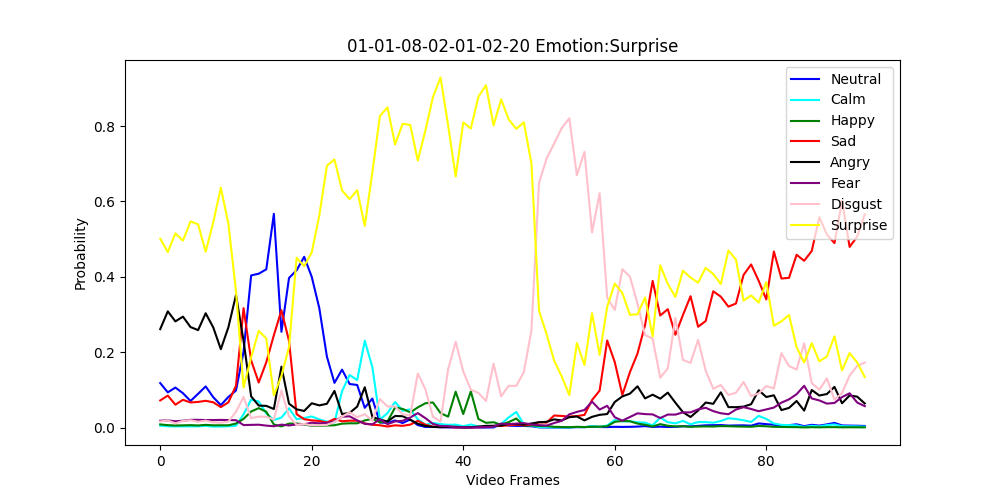 01-01-08-02-01-02-20 Emotion:Surprise
Neutral
Calm
Happy
Sad
Angry
Fear
Disgust
Surprise
Probability
0.8
0.6
0.4
0.2
0.0
0 20 40 60 80
Video Frames